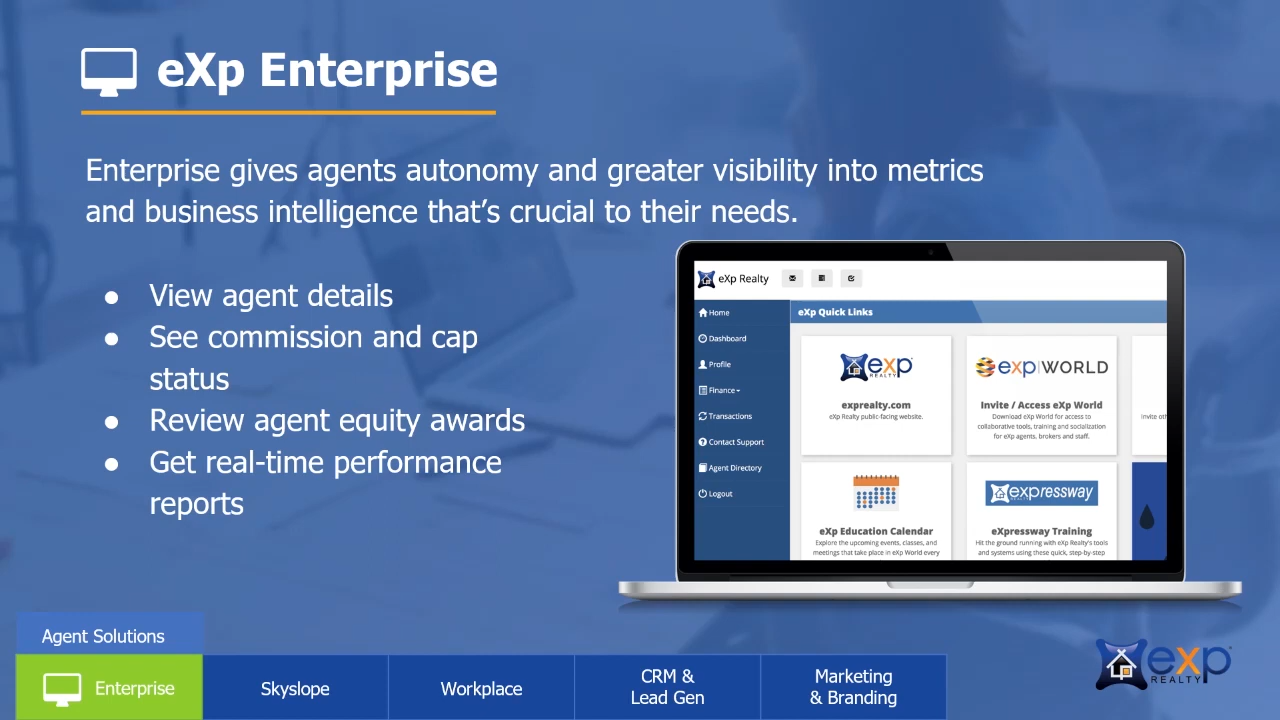 eXp Enterprise
Enterprise gives agents autonomy and greater visibility into metrics
and business intelligence that’s crucial to their needs.
● View agent details
● See commission and cap
status
● Review agent equity awards
● Get real-time performance
reports
eXp Realty
Home
Dashboard
Profile
Finance
Transactions
Contact Support
Agent Directory
Logout
eXp Quick Links
exp
REALTY
exprealty.com
eXp Realty public-facing website.
exp|WORLD
Invite / Access eXp World
Download eXp World for access to
collaborative tools, training and socialization
for eXp agents, brokers and staff.
Invite
eXp Education Calendar
Explore the upcoming events, classes, and
meetings that take place in eXp World every
expressway
REALTY
eXpressway Training
Hit the ground running with eXp Realty's tools
and systems using these quick, step-by-step
Agent Solutions
Enterprise
Skyslope
Workplace
CRM &
Lead Gen
Marketing
& Branding
exp
REALTY